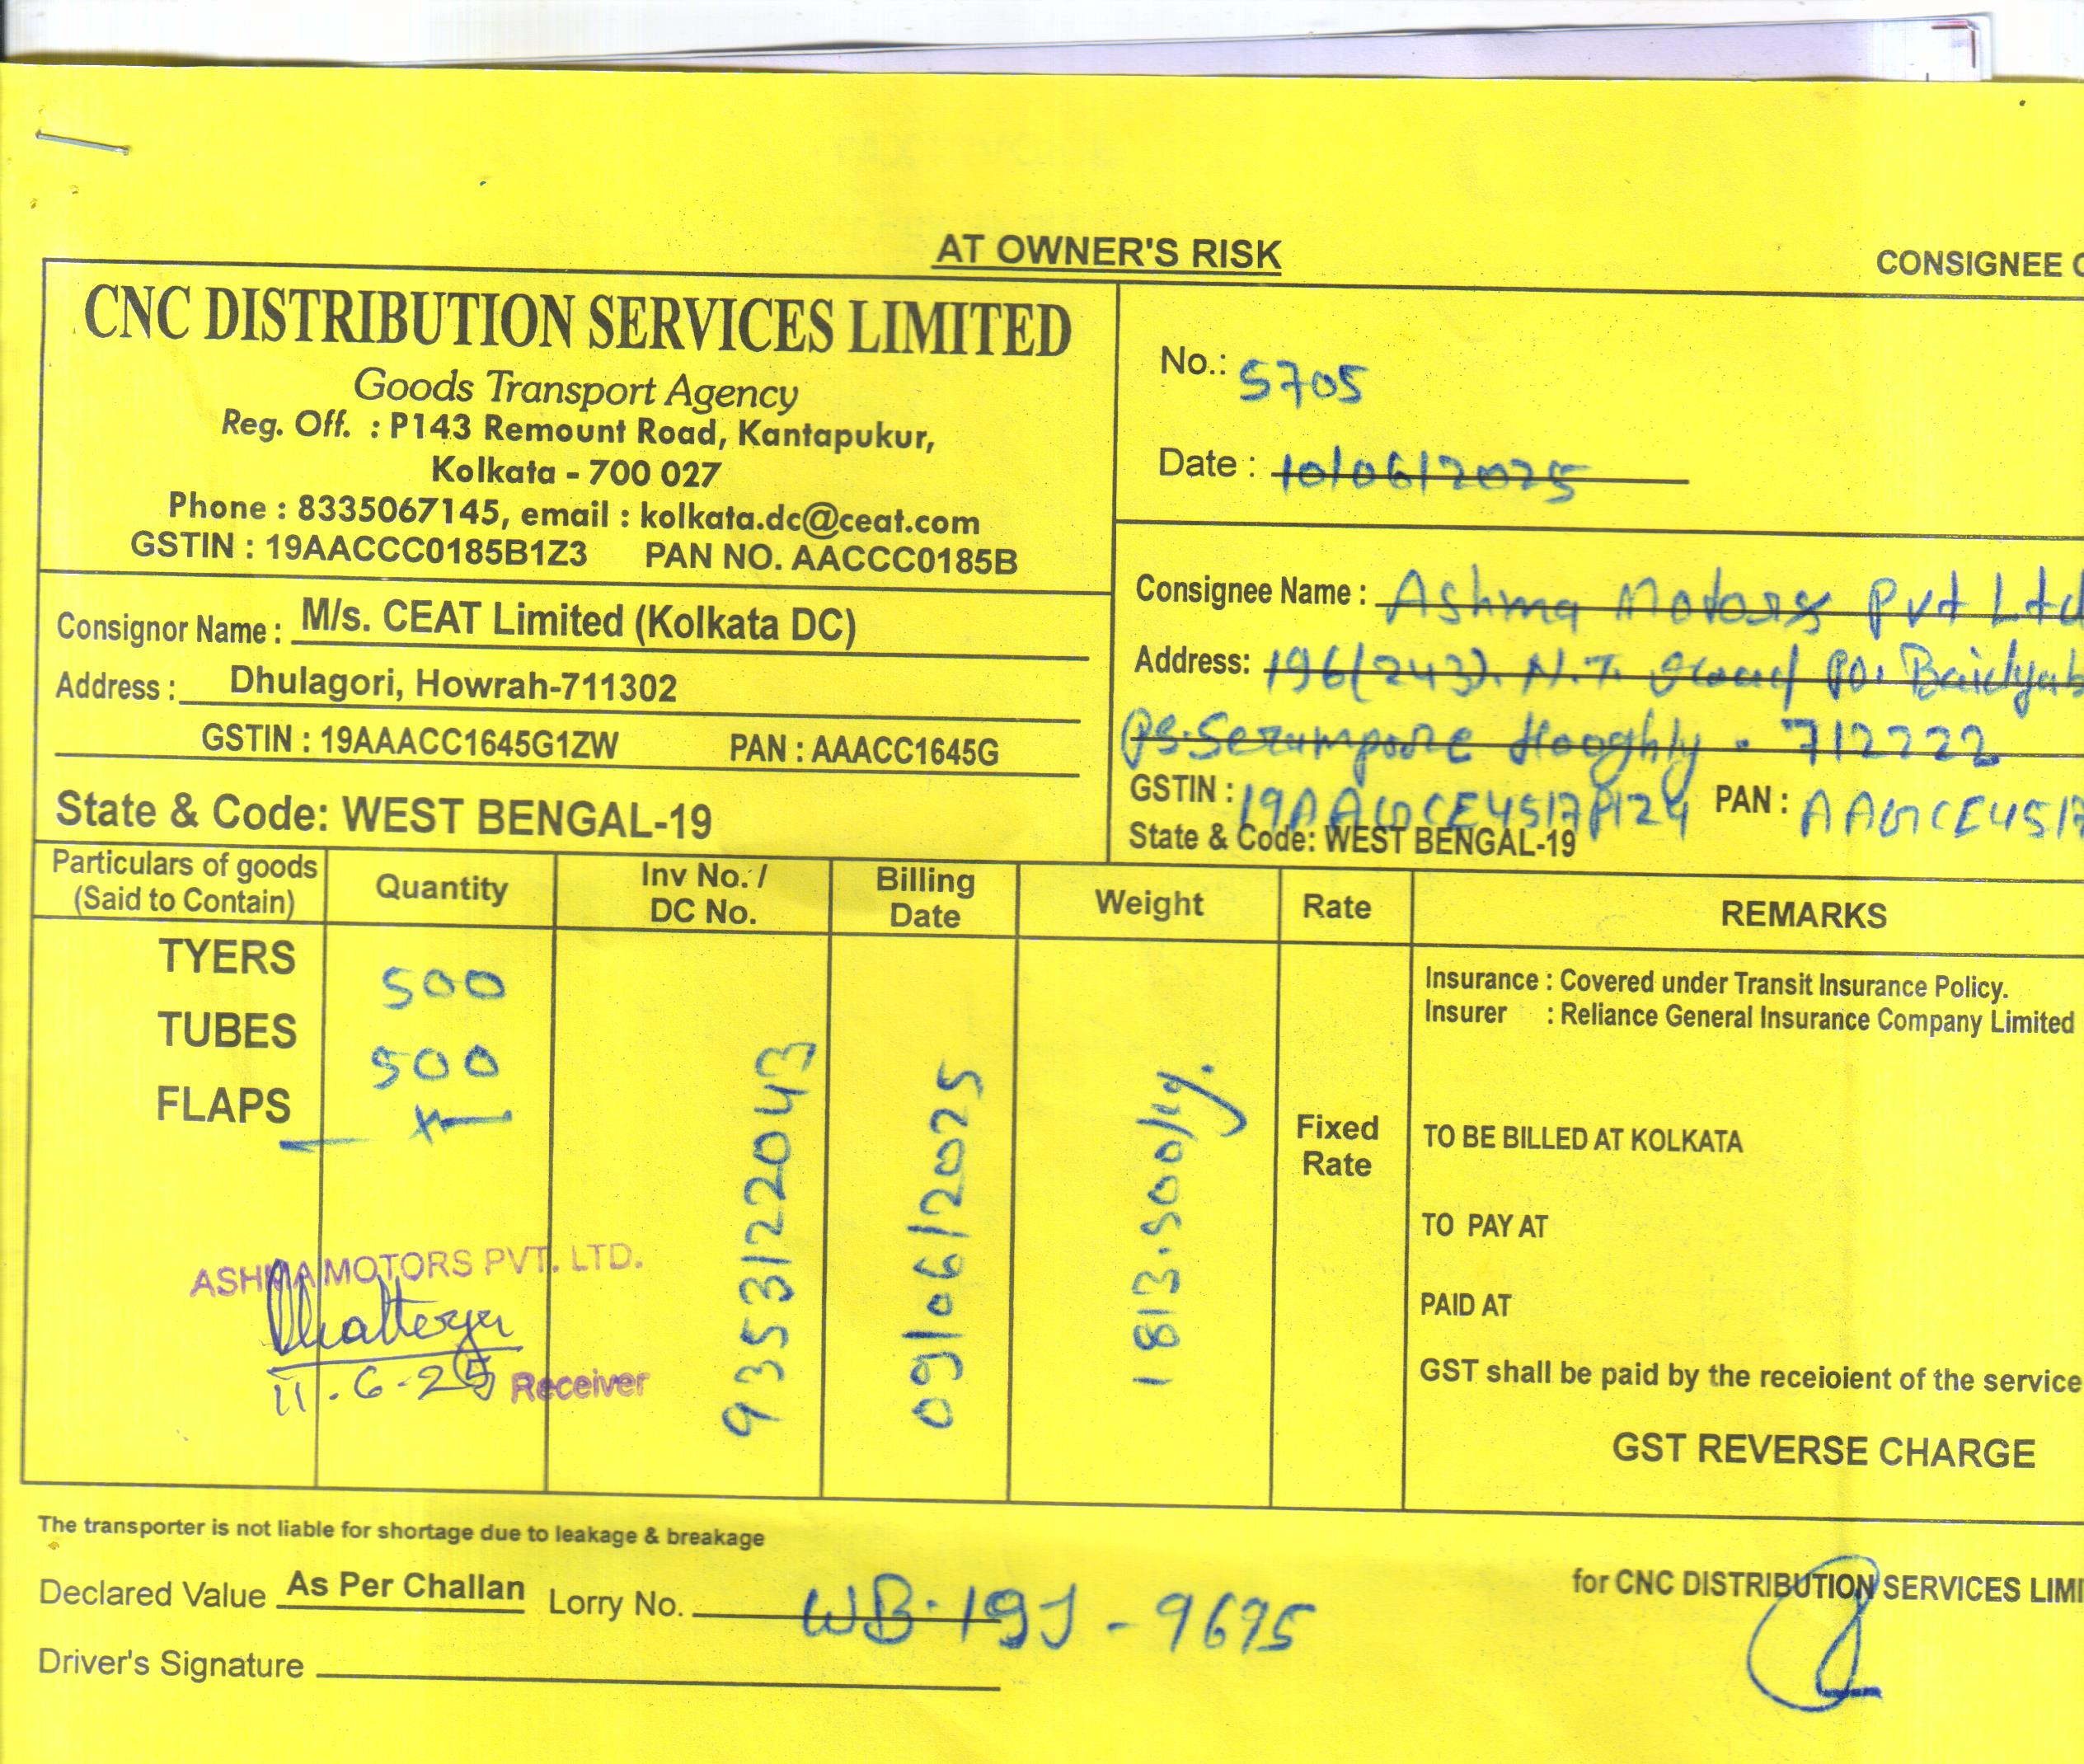 AT OWNER'S RISK
CONSIGNEE
CNC DISTRIBUTION SERVICES LIMITED
Goods Transport Agency
Reg. Off. : P143 Remount Road, Kantapukur,
Kolkata - 700 027
Phone : 8335067145, email : kolkata.dc@ceat.com
GSTIN : 19AACCC0185B1Z3 PAN NO. AACCC0185B
No.: 5705
Date : 10/06/2025
Consignor Name : M/s. CEAT Limited (Kolkata DC)
Address : Dhulagori, Howrah-711302
GSTIN : 19AAACC1645G1ZW PAN : AAACC1645G
State & Code: WEST BENGAL-19
Consignee Name : Ashma Motors Pvt Ltd
Address: 196(243). N.T. Road PO. Baidyab
PS. Serampore Hooghly - 712222
GSTIN : PAN : AAGCE4517
State & Code: WEST BENGAL-19
Particulars of goods (Said to Contain) Quantity Inv No. / DC No. Billing Date Weight Rate REMARKS
TYERS 500
TUBES 500
FLAPS
9353122043
09/06/2025
1813.500kg.
Fixed Rate
Insurance : Covered under Transit Insurance Policy.
Insurer : Reliance General Insurance Company Limited
TO BE BILLED AT KOLKATA
TO PAY AT
PAID AT
GST shall be paid by the receioient of the service
GST REVERSE CHARGE
ASHMA MOTORS PVT. LTD.
Chatterjee
11.6.25 Receiver
The transporter is not liable for shortage due to leakage & breakage
Declared Value As Per Challan Lorry No. WB-19J-9695
for CNC DISTRIBUTION SERVICES LIMI
Driver's Signature